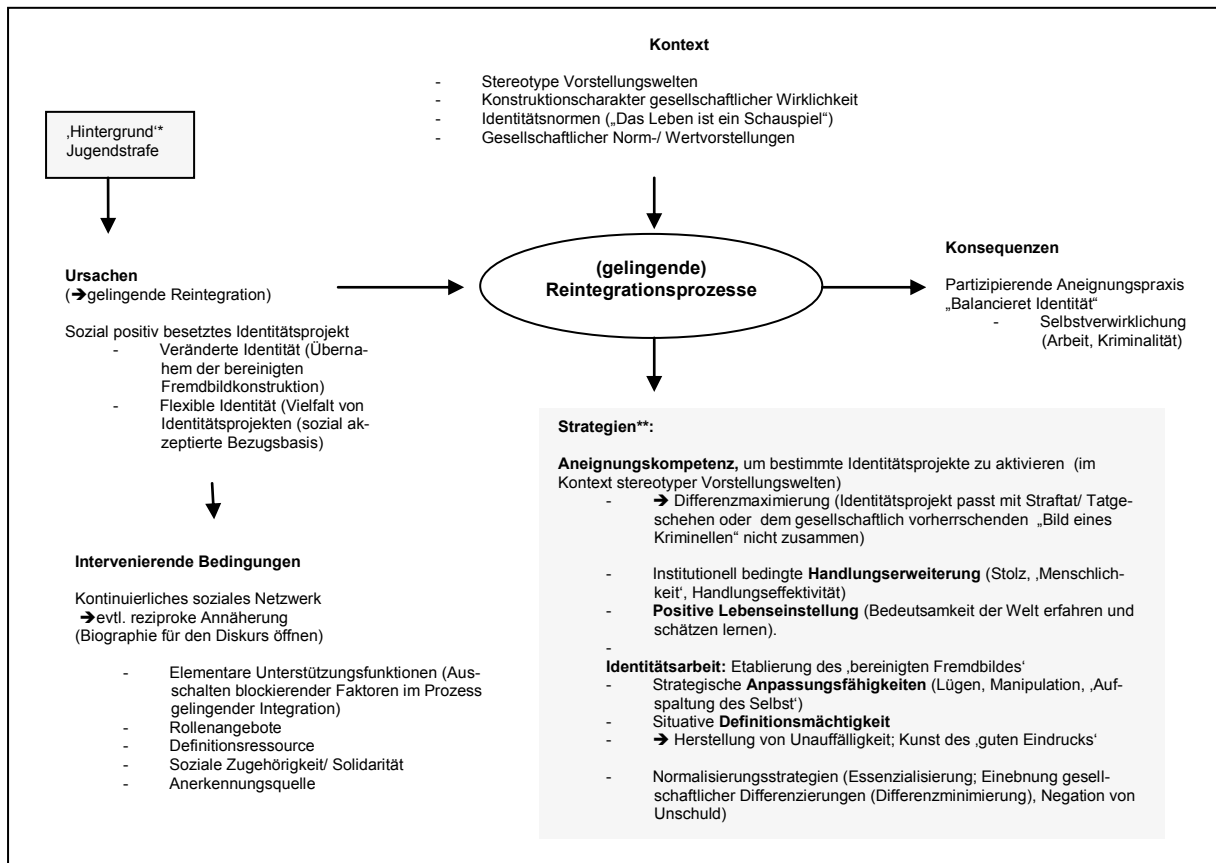 Kontext
- Stereotype Vorstellungswelten
- Konstruktionscharakter gesellschaftlicher Wirklichkeit
- Identitätsnormen („Das Leben ist ein Schauspiel“)
- Gesellschaftlicher Norm-/ Wertvorstellungen
‚Hintergrund‘*
Jugendstrafe
Ursachen
(➔gelingende Reintegration)
Sozial positiv besetztes Identitätsprojekt
- Veränderte Identität (Überna-
hem der bereinigten
Fremdbildkonstruktion)
- Flexible Identität (Vielfalt von
Identitätsprojekten (sozial ak-
zeptierte Bezugsbasis)
(gelingende)
Reintegrationsprozesse
Konsequenzen
Partizipierende Aneignungspraxis
„Balancieret Identität“
- Selbstverwirklichung
(Arbeit, Kriminalität)
Intervenierende Bedingungen
Kontinuierliches soziales Netzwerk
➔evtl. reziproke Annäherung
(Biographie für den Diskurs öffnen)
- Elementare Unterstützungsfunktionen (Aus-
schalten blockierender Faktoren im Prozess
gelingender Integration)
- Rollenangebote
- Definitionsressource
- Soziale Zugehörigkeit/ Solidarität
- Anerkennungsquelle
Strategien**:
Aneignungskompetenz, um bestimmte Identitätsprojekte zu aktivieren (im
Kontext stereotyper Vorstellungswelten)
- ➔ Differenzmaximierung (Identitätsprojekt passt mit Straftat/ Tatge-
schehen oder dem gesellschaftlich vorherrschenden „Bild eines
Kriminellen“ nicht zusammen)
- Institutionell bedingte Handlungserweiterung (Stolz, ‚Menschlich-
keit‘, Handlungseffektivität)
- Positive Lebenseinstellung (Bedeutsamkeit der Welt erfahren und
schätzen lernen).
-
Identitätsarbeit: Etablierung des ‚bereinigten Fremdbildes‘
- Strategische Anpassungsfähigkeiten (Lügen, Manipulation, ‚Auf-
spaltung des Selbst‘)
- Situative Definitionsmächtigkeit
- ➔ Herstellung von Unauffälligkeit; Kunst des ‚guten Eindrucks‘
- Normalisierungsstrategien (Essenzialisierung; Einebnung gesell-
schaftlicher Differenzierungen (Differenzminimierung), Negation von
Unschuld)